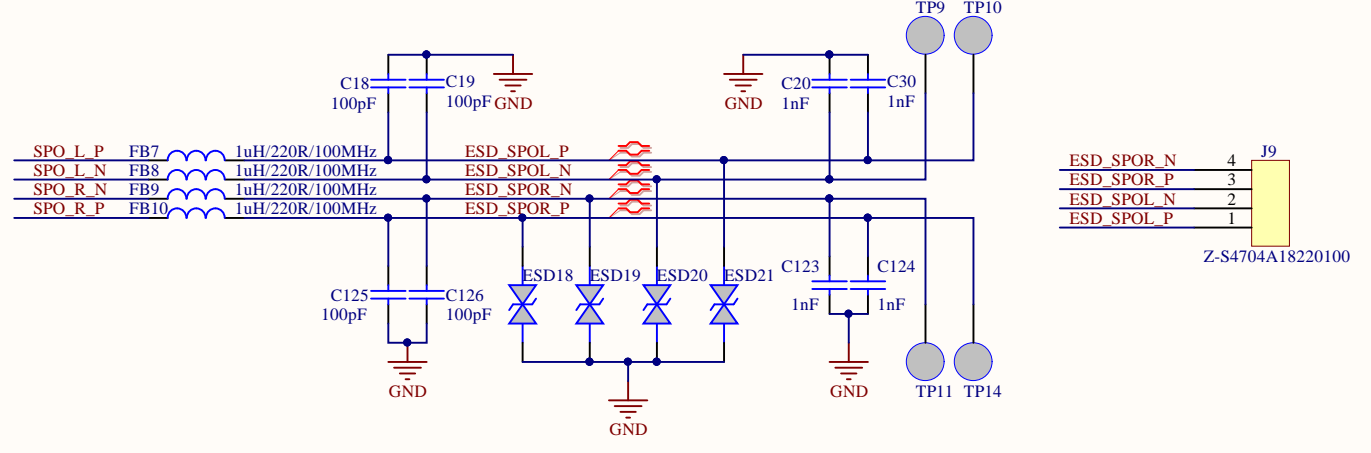 TP9 TP10
C18 C19 C20 C30
100pF 100pF GND GND 1nF 1nF
SPO_L_P FB7 1uH/220R/100MHz ESD_SPOL_P
SPO_L_N FB8 1uH/220R/100MHz ESD_SPOL_N
SPO_R_N FB9 1uH/220R/100MHz ESD_SPOR_N
SPO_R_P FB10 1uH/220R/100MHz ESD_SPOR_P
J9
ESD_SPOR_N 4
ESD_SPOR_P 3
ESD_SPOL_N 2
ESD_SPOL_P 1
Z-S4704A18220100
ESD18 ESD19 ESD20 ESD21
C125 C126 C123 C124
100pF 100pF 1nF 1nF
GND GND TP11 TP14
GND